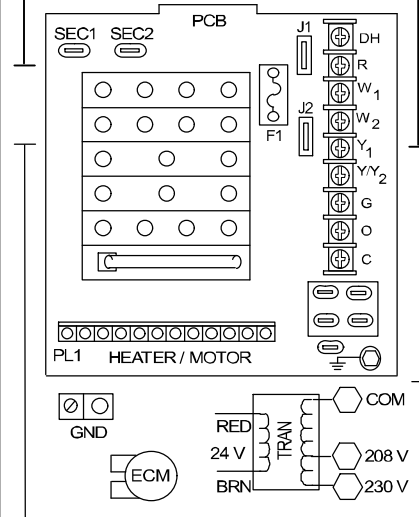 PCB
SEC1 SEC2
J1
DH
R
W1
J2
W2
F1
Y1
Y/Y2
G
O
C
PL1 HEATER / MOTOR
GND
COM
RED
24 V
TRAN
208 V
BRN
230 V
ECM